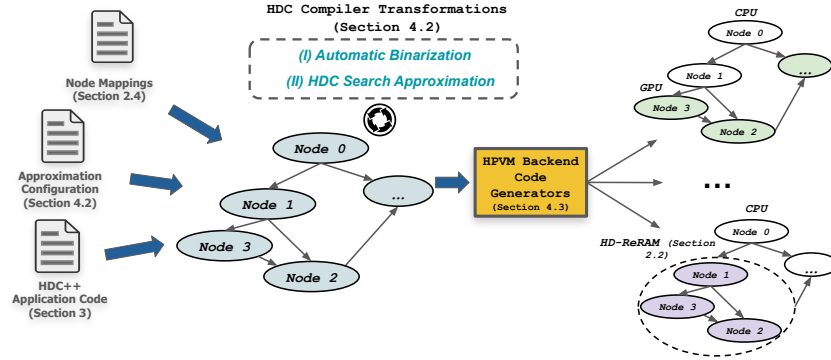 HDC Compiler Transformations
(Section 4.2)
(I) Automatic Binarization
(II) HDC Search Approximation
Node Mappings
(Section 2.4)
Approximation
Configuration
(Section 4.2)
HDC++
Application Code
(Section 3)
Node 0
Node 1
...
Node 3
Node 2
HPVM Backend
Code
Generators
(Section 4.3)
CPU
Node 0
Node 1
...
GPU
Node 3
Node 2
...
CPU
Node 0
HD-ReRAM (Section
2.2)
Node 1
...
Node 3
Node 2